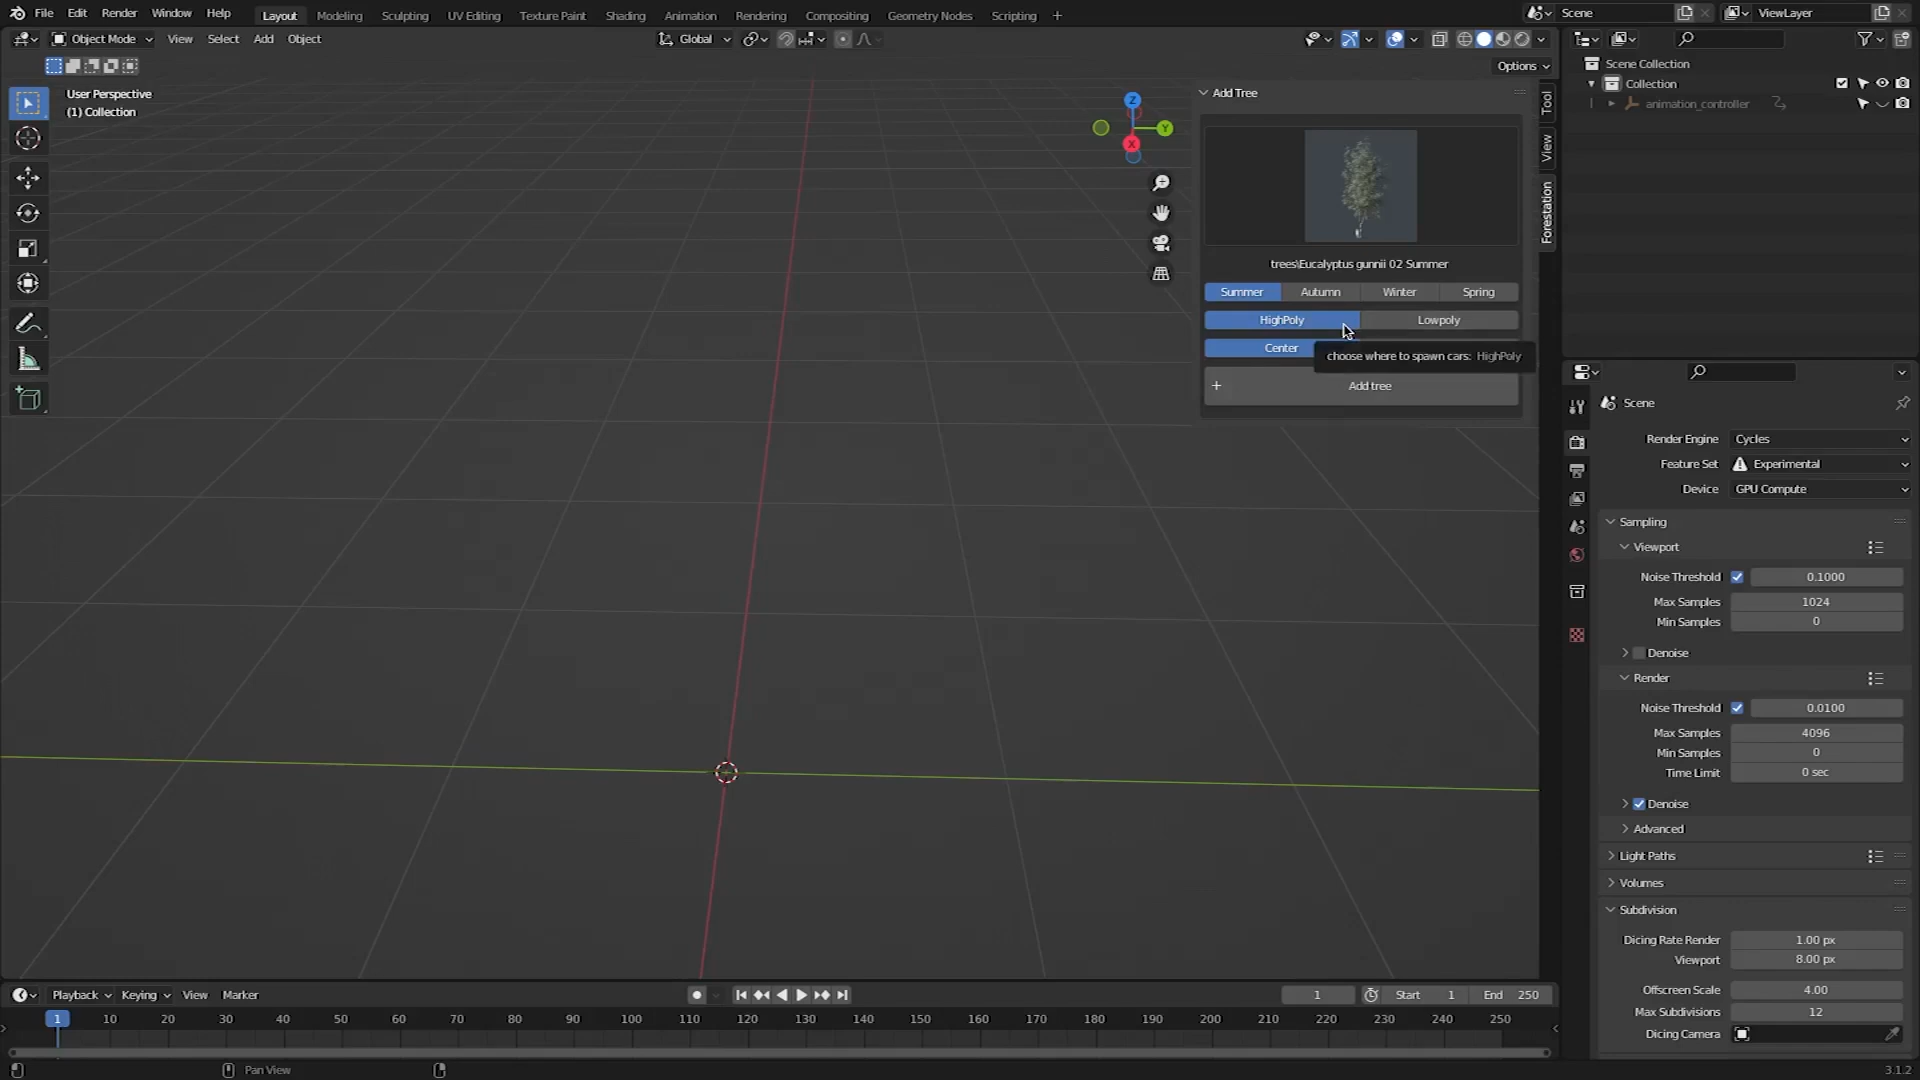 File Edit Render Window Help Layout Modeling Sculpting UV Editing Texture Paint Shading Animation Rendering Compositing Geometry Nodes Scripting + Scene ViewLayer
Object Mode View Select Add Object Global
Options
User Perspective
(1) Collection
Z
Y
X
Add Tree
trees\Eucalyptus gunnii 02 Summer
Summer Autumn Winter Spring
HighPoly Lowpoly
Center
choose where to spawn cars: HighPoly
+ Add tree
Tool
View
Forestation
Scene Collection
Collection
animation_controller
Scene
Render Engine Cycles
Feature Set Experimental
Device GPU Compute
Sampling
Viewport
Noise Threshold 0.1000
Max Samples 1024
Min Samples 0
Denoise
Render
Noise Threshold 0.0100
Max Samples 4096
Min Samples 0
Time Limit 0 sec
Denoise
Advanced
Light Paths
Volumes
Subdivision
Dicing Rate Render 1.00 px
Viewport 8.00 px
Offscreen Scale 4.00
Max Subdivisions 12
Dicing Camera
Playback Keying View Marker 1 Start 1 End 250
1 10 20 30 40 50 60 70 80 90 100 110 120 130 140 150 160 170 180 190 200 210 220 230 240 250
Pan View 3.1.2